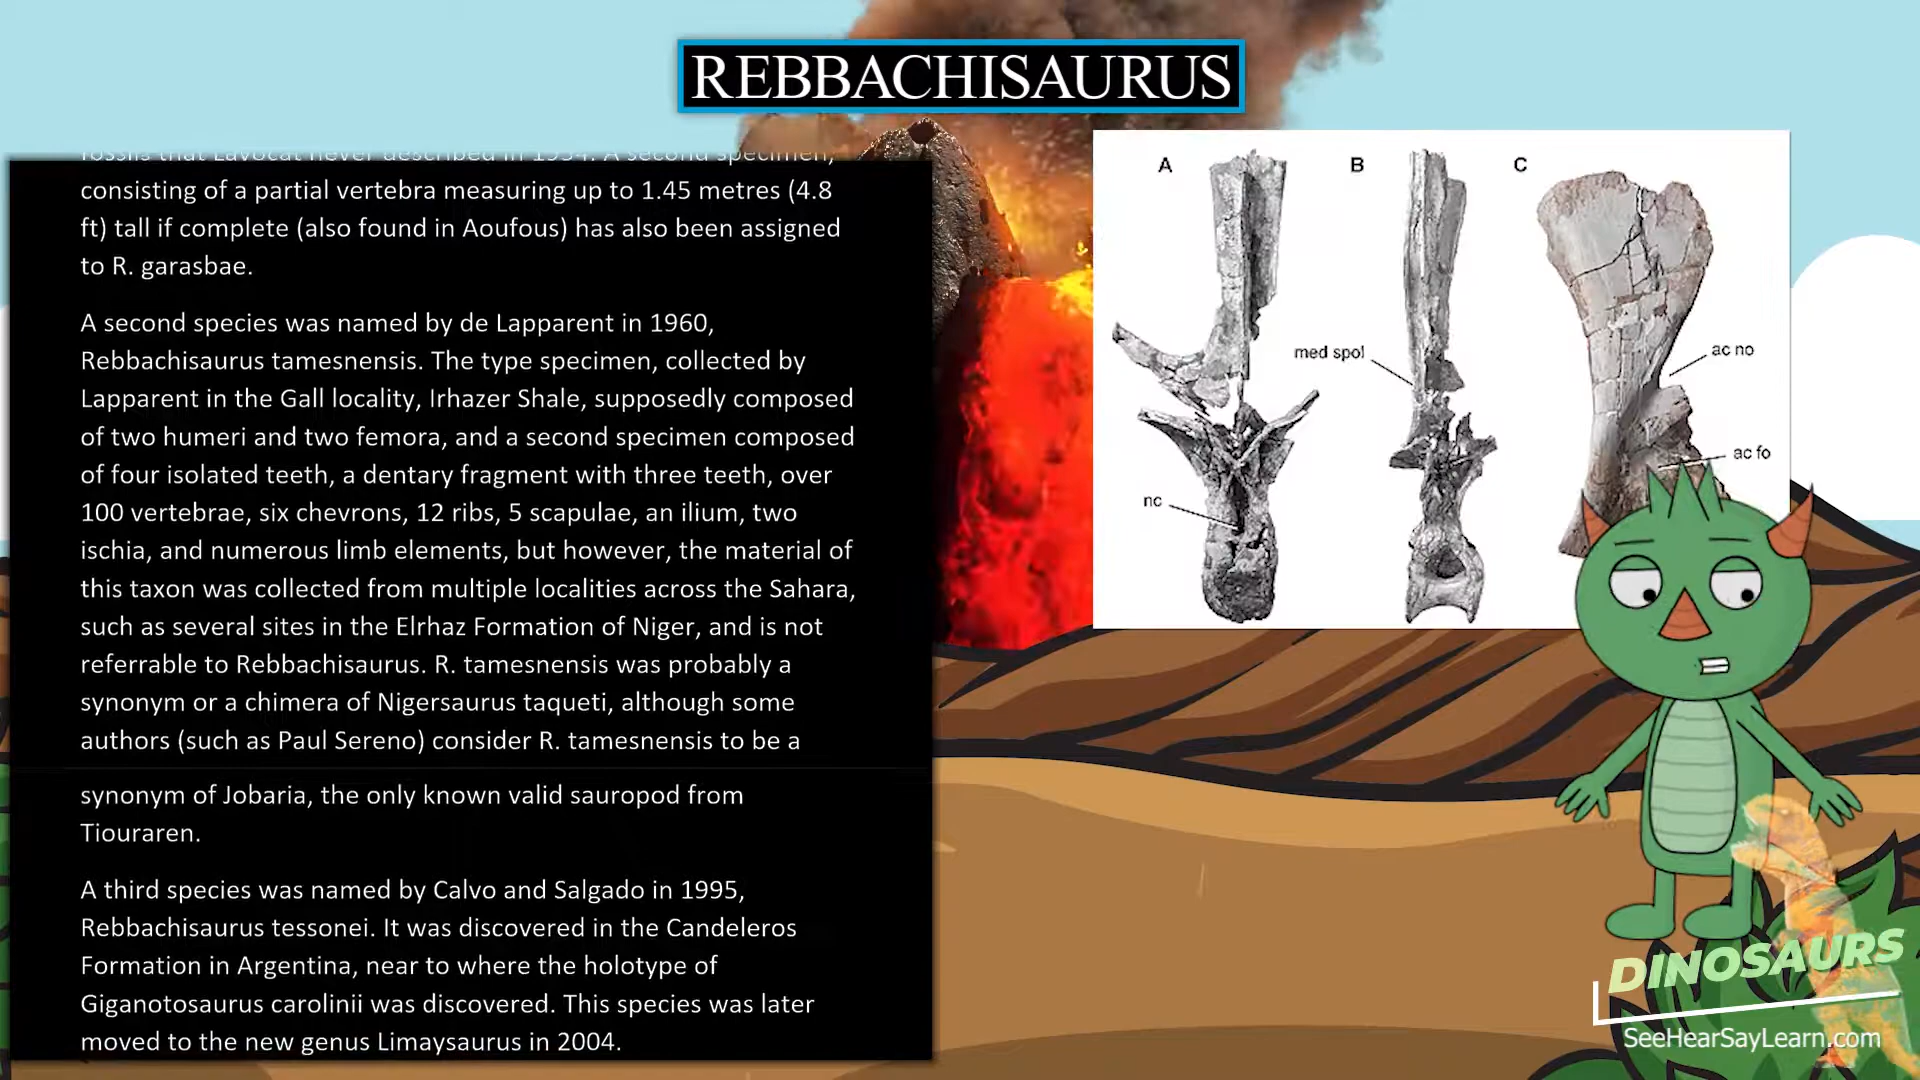 REBBACHISAURUS
fossils that Lavocat never described in 1954. A second specimen,
consisting of a partial vertebra measuring up to 1.45 metres (4.8
ft) tall if complete (also found in Aoufous) has also been assigned
to R. garasbae.
A second species was named by de Lapparent in 1960,
Rebbachisaurus tamesnensis. The type specimen, collected by
Lapparent in the Gall locality, Irhazer Shale, supposedly composed
of two humeri and two femora, and a second specimen composed
of four isolated teeth, a dentary fragment with three teeth, over
100 vertebrae, six chevrons, 12 ribs, 5 scapulae, an ilium, two
ischia, and numerous limb elements, but however, the material of
this taxon was collected from multiple localities across the Sahara,
such as several sites in the Elrhaz Formation of Niger, and is not
referrable to Rebbachisaurus. R. tamesnensis was probably a
synonym or a chimera of Nigersaurus taqueti, although some
authors (such as Paul Sereno) consider R. tamesnensis to be a
synonym of Jobaria, the only known valid sauropod from
Tiouraren.
A third species was named by Calvo and Salgado in 1995,
Rebbachisaurus tessonei. It was discovered in the Candeleros
Formation in Argentina, near to where the holotype of
Giganotosaurus carolinii was discovered. This species was later
moved to the new genus Limaysaurus in 2004.
A
B
C
med spol
ac no
ac fo
nc
DINOSAURS
SeeHearSayLearn.com